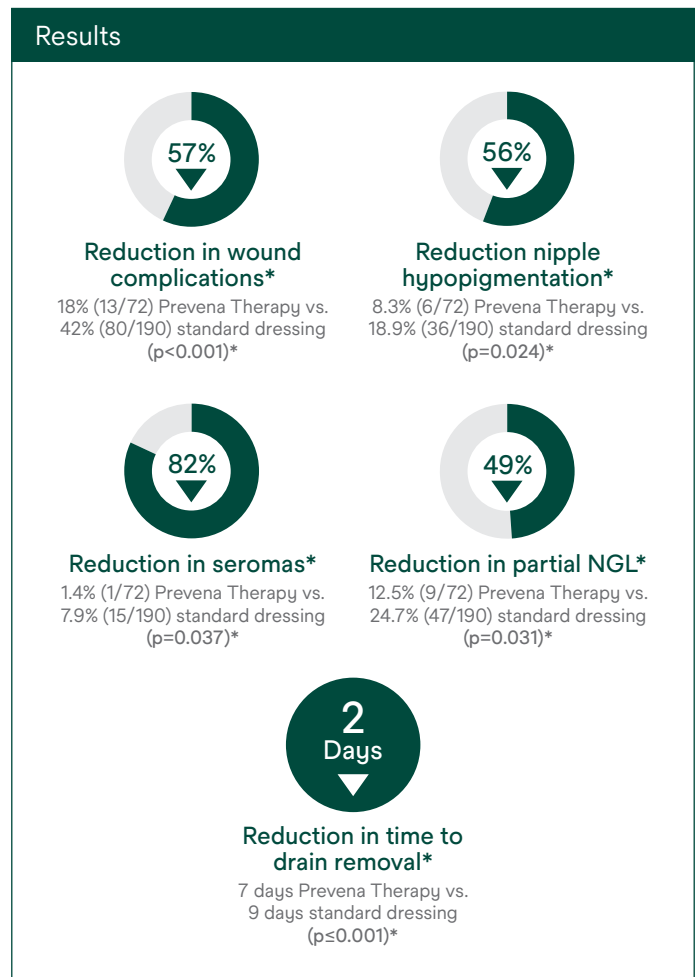 Results
57%
Reduction in wound
complications*
18% (13/72) Prevena Therapy vs.
42% (80/190) standard dressing
(p<0.001)*
56%
Reduction nipple
hypopigmentation*
8.3% (6/72) Prevena Therapy vs.
18.9% (36/190) standard dressing
(p=0.024)*
82%
Reduction in seromas*
1.4% (1/72) Prevena Therapy vs.
7.9% (15/190) standard dressing
(p=0.037)*
49%
Reduction in partial NGL*
12.5% (9/72) Prevena Therapy vs.
24.7% (47/190) standard dressing
(p=0.031)*
2
Days
Reduction in time to
drain removal*
7 days Prevena Therapy vs.
9 days standard dressing
(p≤0.001)*